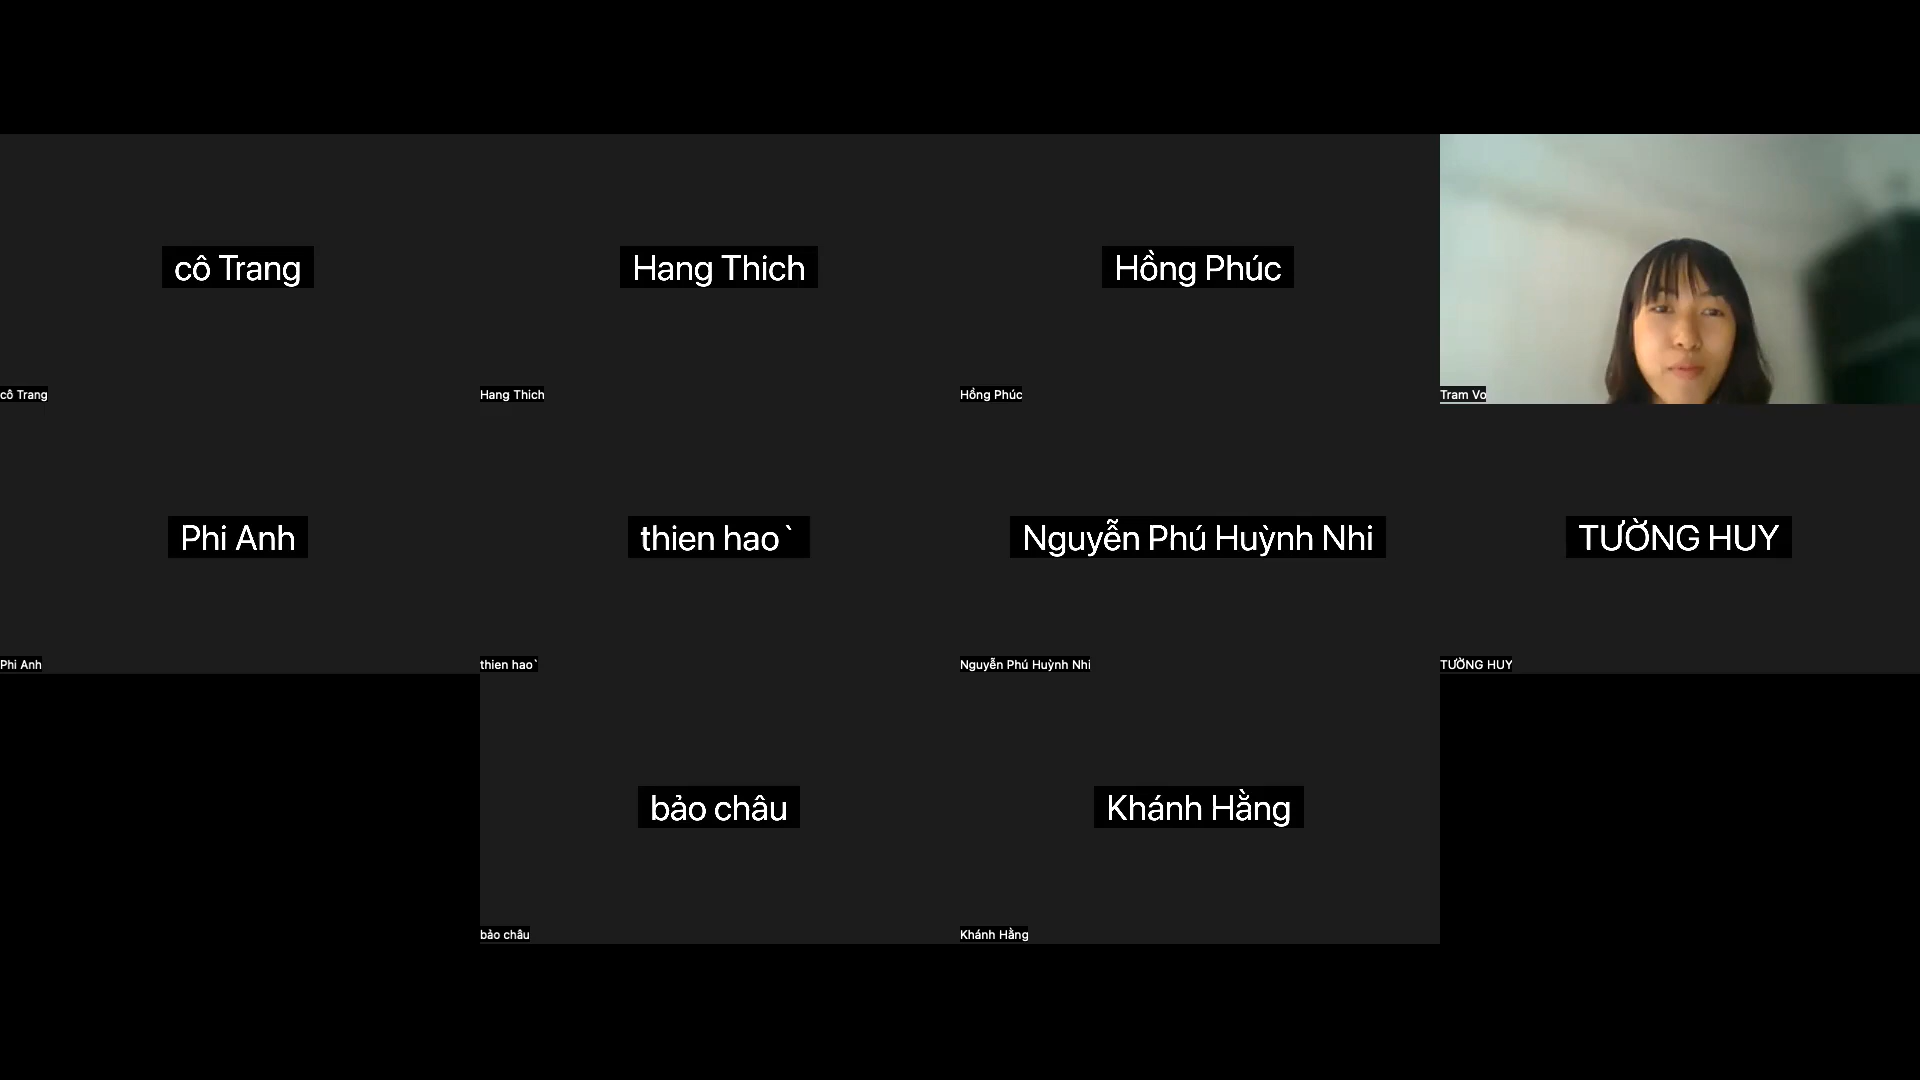 cô Trang
Hang Thich
Hồng Phúc
cô Trang
Hang Thich
Hồng Phúc
Tram Vo
Phi Anh
thien hao`
Nguyễn Phú Huỳnh Nhi
TƯỜNG HUY
Phi Anh
thien hao`
Nguyễn Phú Huỳnh Nhi
TƯỜNG HUY
bảo châu
Khánh Hằng
bảo châu
Khánh Hằng